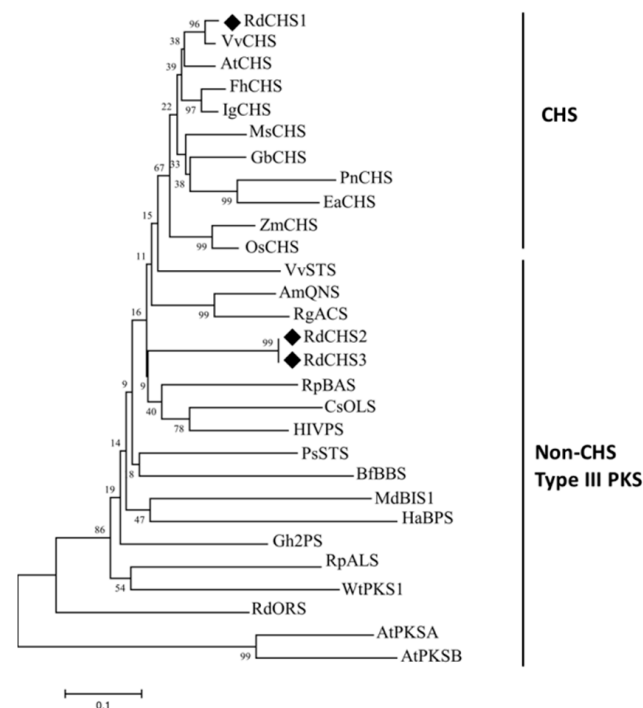 96
◆ RdCHS1
38
VvCHS
39
AtCHS
FhCHS
97
IgCHS
22
MsCHS
33
GbCHS
38
PnCHS
67
99
EaCHS
ZmCHS
99
OsCHS
15
VvSTS
11
AmQNS
99
RgACS
16
99
◆ RdCHS2
◆ RdCHS3
9
9
RpBAS
40
CsOLS
78
HIVPS
14
PsSTS
8
BfBBS
19
MdBIS1
47
HaBPS
86
Gh2PS
RpALS
54
WtPKS1
RdORS
AtPKSA
99
AtPKSB
0.1
CHS
Non-CHS
Type III PKS